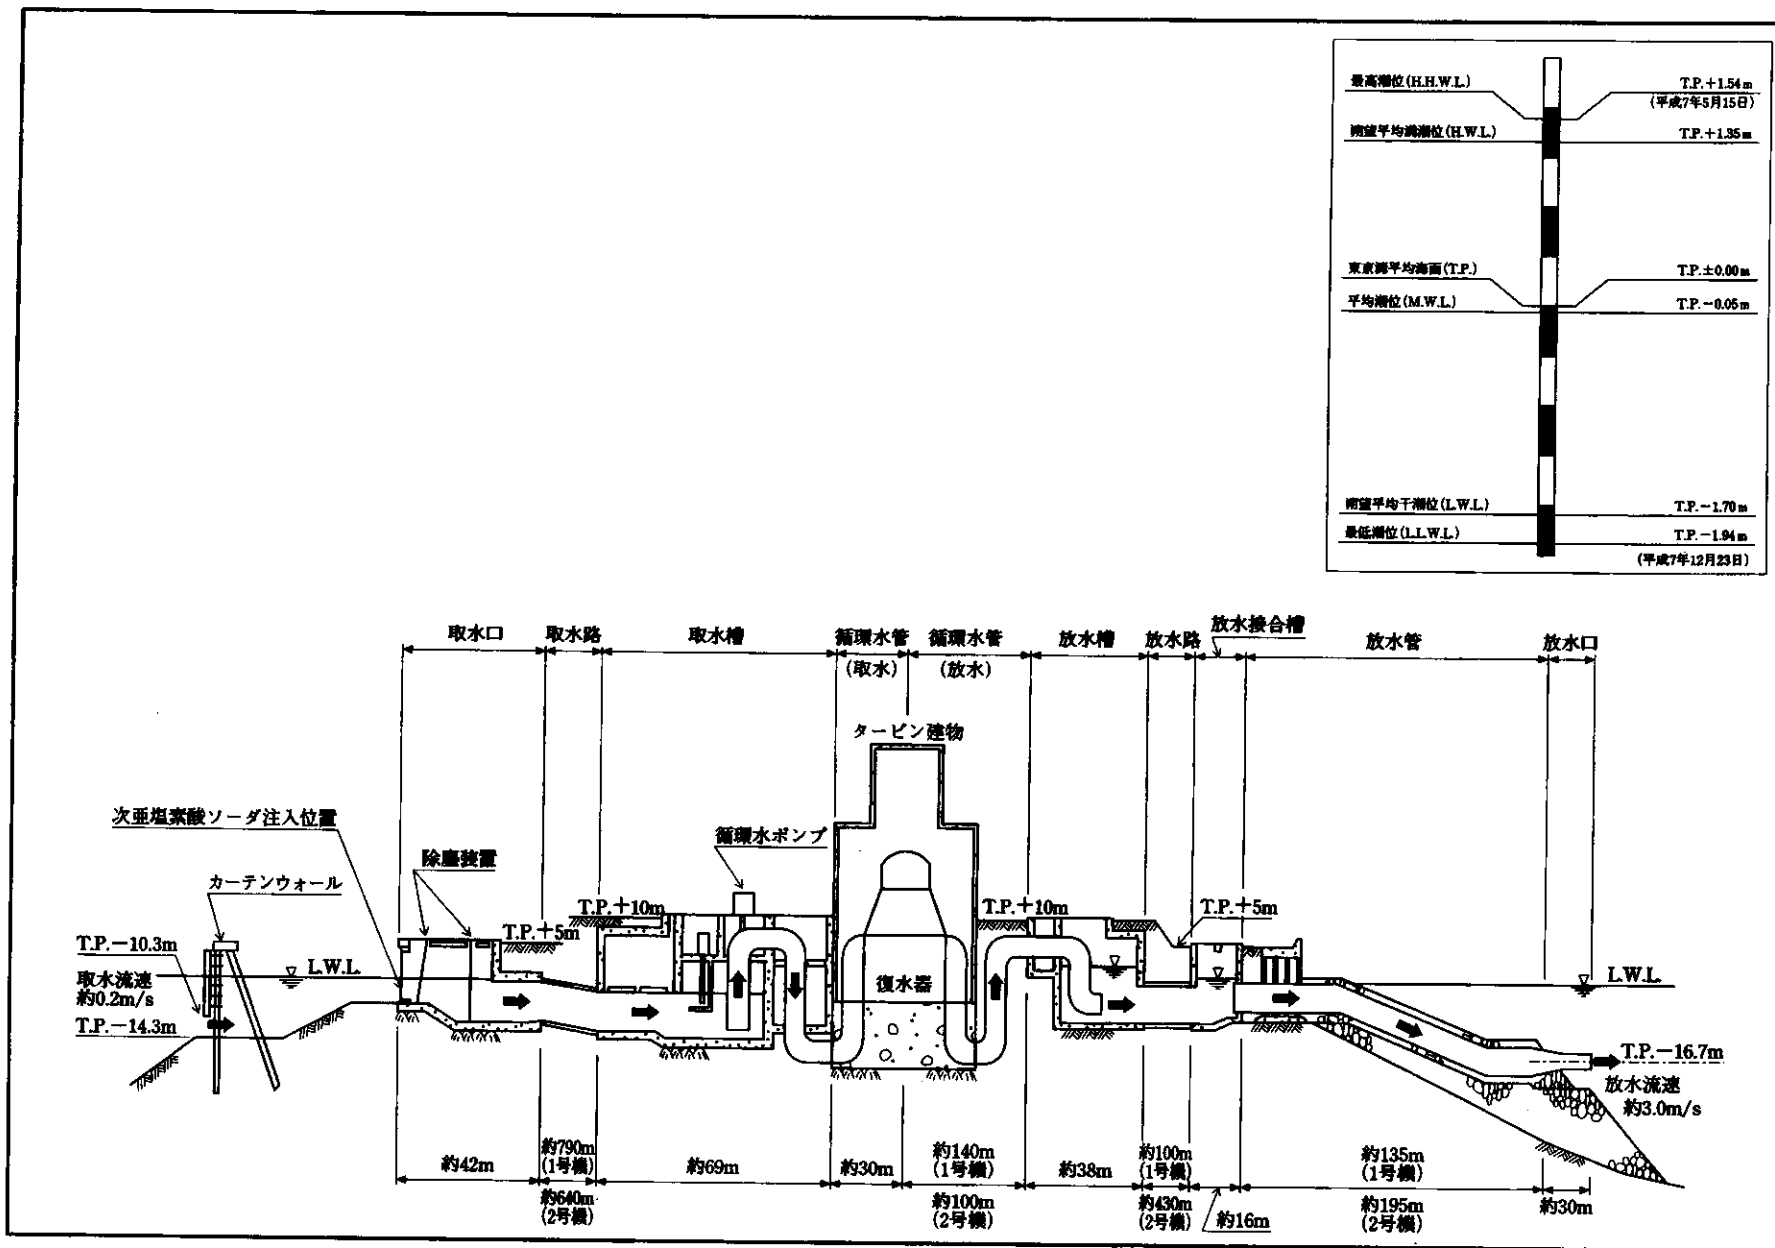 最高潮位(H.H.W.L.) T.P.+1.54m
(平成7年5月15日)
朔望平均満潮位(H.W.L.) T.P.+1.35m
東京湾平均海面(T.P.) T.P.±0.00m
平均潮位(M.W.L.) T.P.-0.05m
朔望平均干潮位(L.W.L.) T.P.-1.70m
最低潮位(L.L.W.L.) T.P.-1.94m
(平成7年12月23日)
取水口 取水路 取水槽 循環水管 循環水管 放水槽 放水路 放水接合槽 放水管 放水口
(取水) (放水)
タービン建物
次亜塩素酸ソーダ注入位置
除塵装置
循環水ポンプ
カーテンウォール
T.P.+10m
T.P.+10m
T.P.+5m
T.P.+5m
T.P.-10.3m
L.W.L.
取水流速
約0.2m/s
T.P.-14.3m
復水器
L.W.L.
T.P.-16.7m
放水流速
約3.0m/s
約42m
約790m
(1号機)
約640m
(2号機)
約69m
約30m
約140m
(1号機)
約100m
(2号機)
約38m
約100m
(1号機)
約430m
(2号機)
約16m
約135m
(1号機)
約195m
(2号機)
約30m